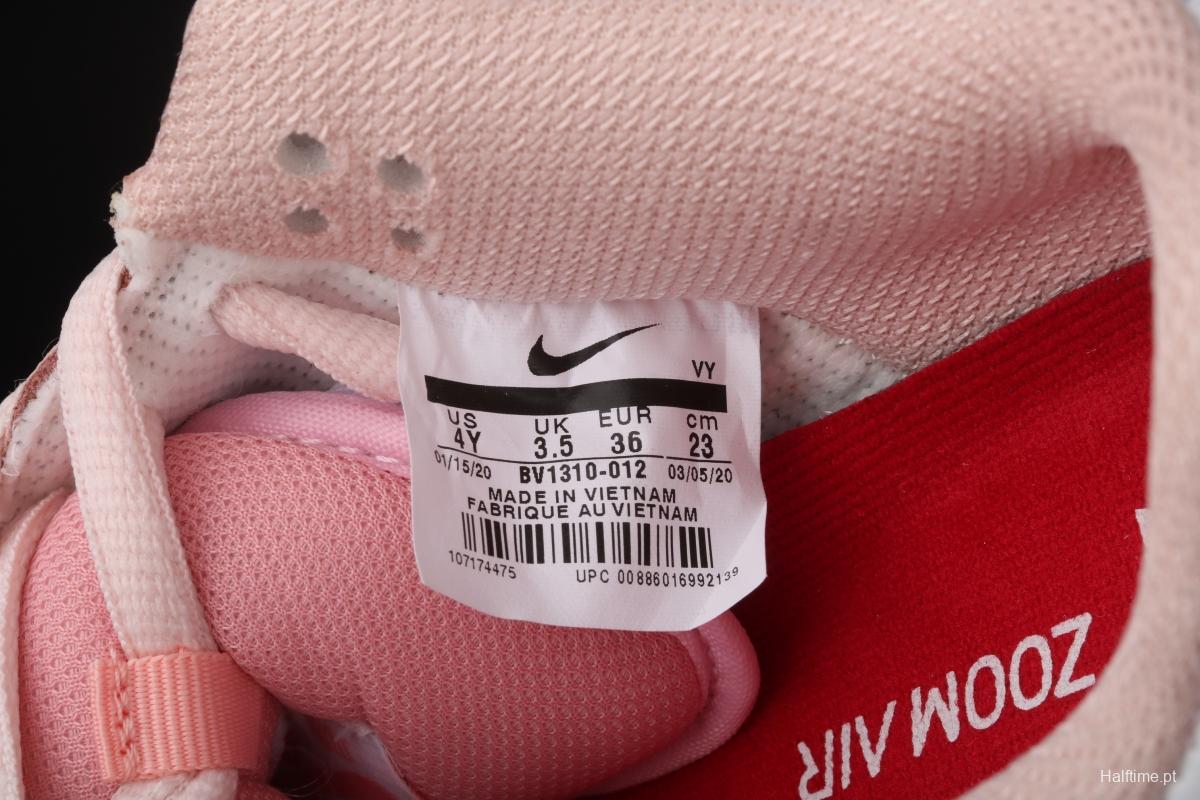 VY
US UK EUR cm
4Y 3.5 36 23
01/15/20 BV1310-012 03/05/20
MADE IN VIETNAM
FABRIQUE AU VIETNAM
107174475 UPC 00886016992139
ZOOM AIR
Halftime.pt